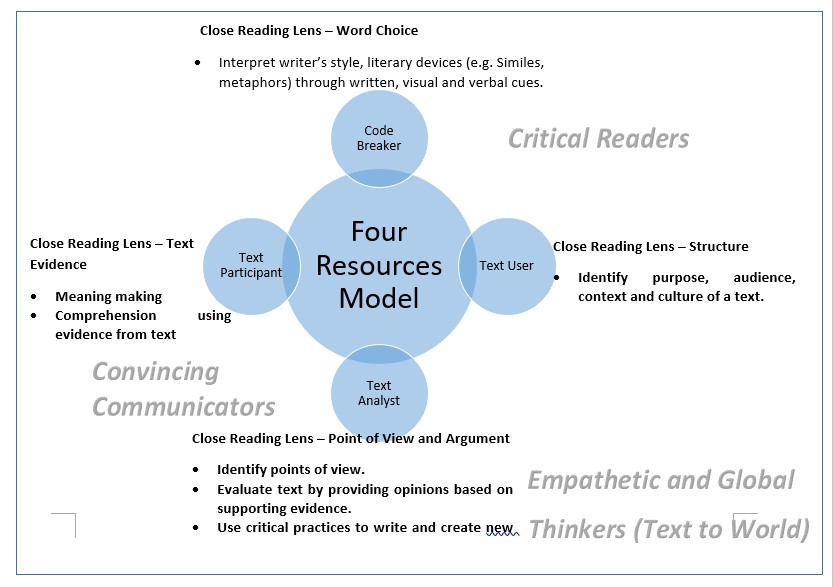 Close Reading Lens – Word Choice
• Interpret writer's style, literary devices (e.g. Similes,
metaphors) through written, visual and verbal cues.
Code
Breaker
Critical Readers
Four
Resources
Model
Close Reading Lens – Text
Evidence
• Meaning making
• Comprehension using
evidence from text
Text
Participant
Text User
Close Reading Lens – Structure
• Identify purpose, audience,
context and culture of a text.
Convincing
Communicators
Text
Analyst
Close Reading Lens – Point of View and Argument
• Identify points of view.
• Evaluate text by providing opinions based on
supporting evidence.
• Use critical practices to write and create new
Empathetic and Global
Thinkers (Text to World)